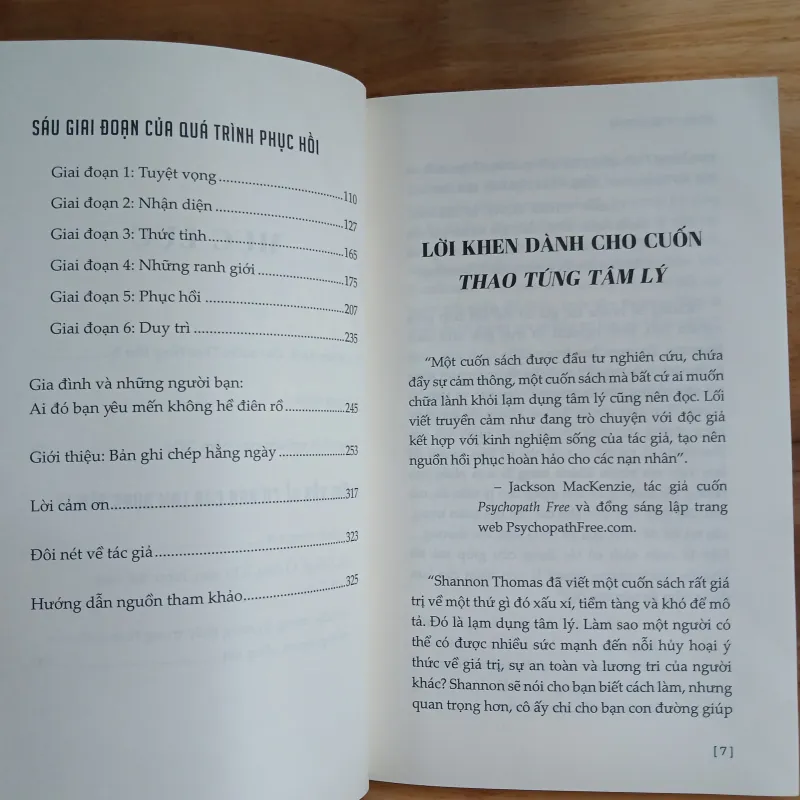 SÁU GIAI ĐOẠN CỦA QUÁ TRÌNH PHỤC HỒI
Giai đoạn 1: Tuyệt vọng.....110
Giai đoạn 2: Nhận diện.....127
Giai đoạn 3: Thức tỉnh.....165
Giai đoạn 4: Những ranh giới.....175
Giai đoạn 5: Phục hồi.....207
Giai đoạn 6: Duy trì.....235
Gia đình và những người bạn:
Ai đó bạn yêu mến không hề điên rồ.....245
Giới thiệu: Bản ghi chép hằng ngày.....253
Lời cảm ơn.....317
Đôi nét về tác giả.....323
Hướng dẫn nguồn tham khảo.....325
LỜI KHEN DÀNH CHO CUỐN
THAO TÚNG TÂM LÝ
“Một cuốn sách được đầu tư nghiên cứu, chứa
đầy sự cảm thông, một cuốn sách mà bất cứ ai muốn
chữa lành khỏi lạm dụng tâm lý cũng nên đọc. Lối
viết truyền cảm như đang trò chuyện với độc giả
kết hợp với kinh nghiệm sống của tác giả, tạo nên
nguồn hồi phục hoàn hảo cho các nạn nhân”.
– Jackson MacKenzie, tác giả cuốn
Psychopath Free và đồng sáng lập trang
web PsychopathFree.com.
“Shannon Thomas đã viết một cuốn sách rất giá
trị về một thứ gì đó xấu xí, tiềm tàng và khó để mô
tả. Đó là lạm dụng tâm lý. Làm sao một người có
thể có được nhiều sức mạnh đến nỗi hủy hoại ý
thức về giá trị, sự an toàn và lương tri của người
khác? Shannon sẽ nói cho bạn biết cách làm, nhưng
quan trọng hơn, cô ấy chỉ cho bạn con đường giúp
[7]